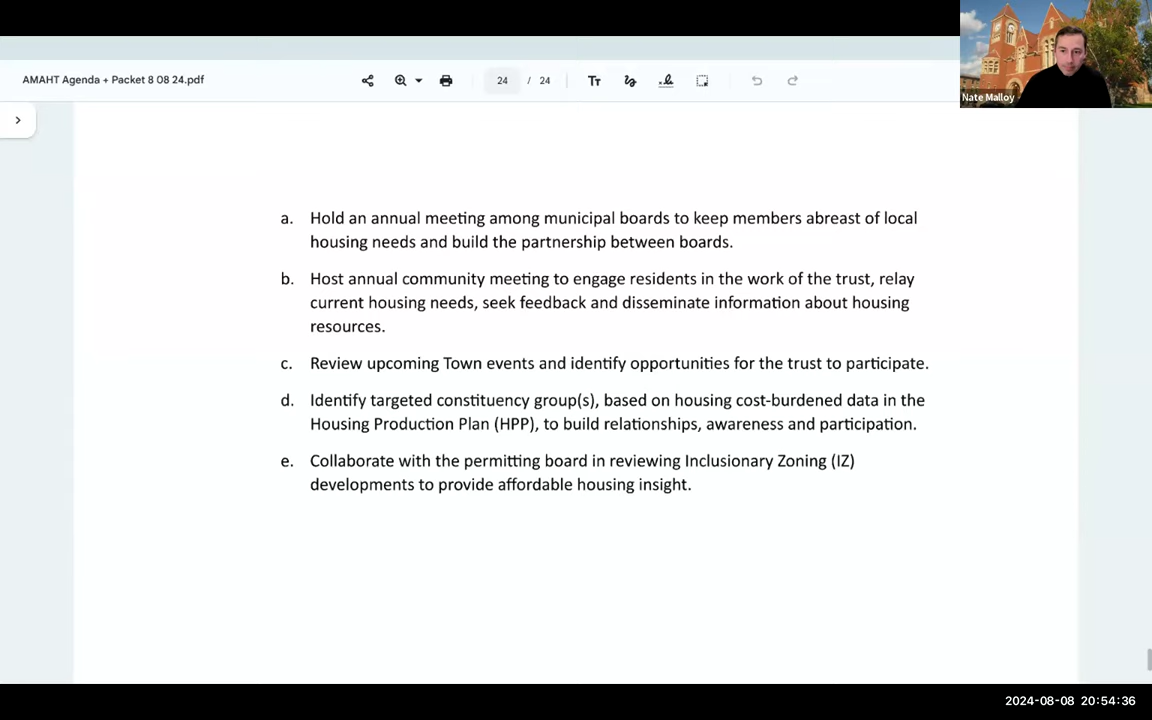 AMAHT Agenda + Packet 8 08 24.pdf
24 / 24
Nate Malloy
a. Hold an annual meeting among municipal boards to keep members abreast of local
housing needs and build the partnership between boards.
b. Host annual community meeting to engage residents in the work of the trust, relay
current housing needs, seek feedback and disseminate information about housing
resources.
c. Review upcoming Town events and identify opportunities for the trust to participate.
d. Identify targeted constituency group(s), based on housing cost-burdened data in the
Housing Production Plan (HPP), to build relationships, awareness and participation.
e. Collaborate with the permitting board in reviewing Inclusionary Zoning (IZ)
developments to provide affordable housing insight.
2024-08-08 20:54:36